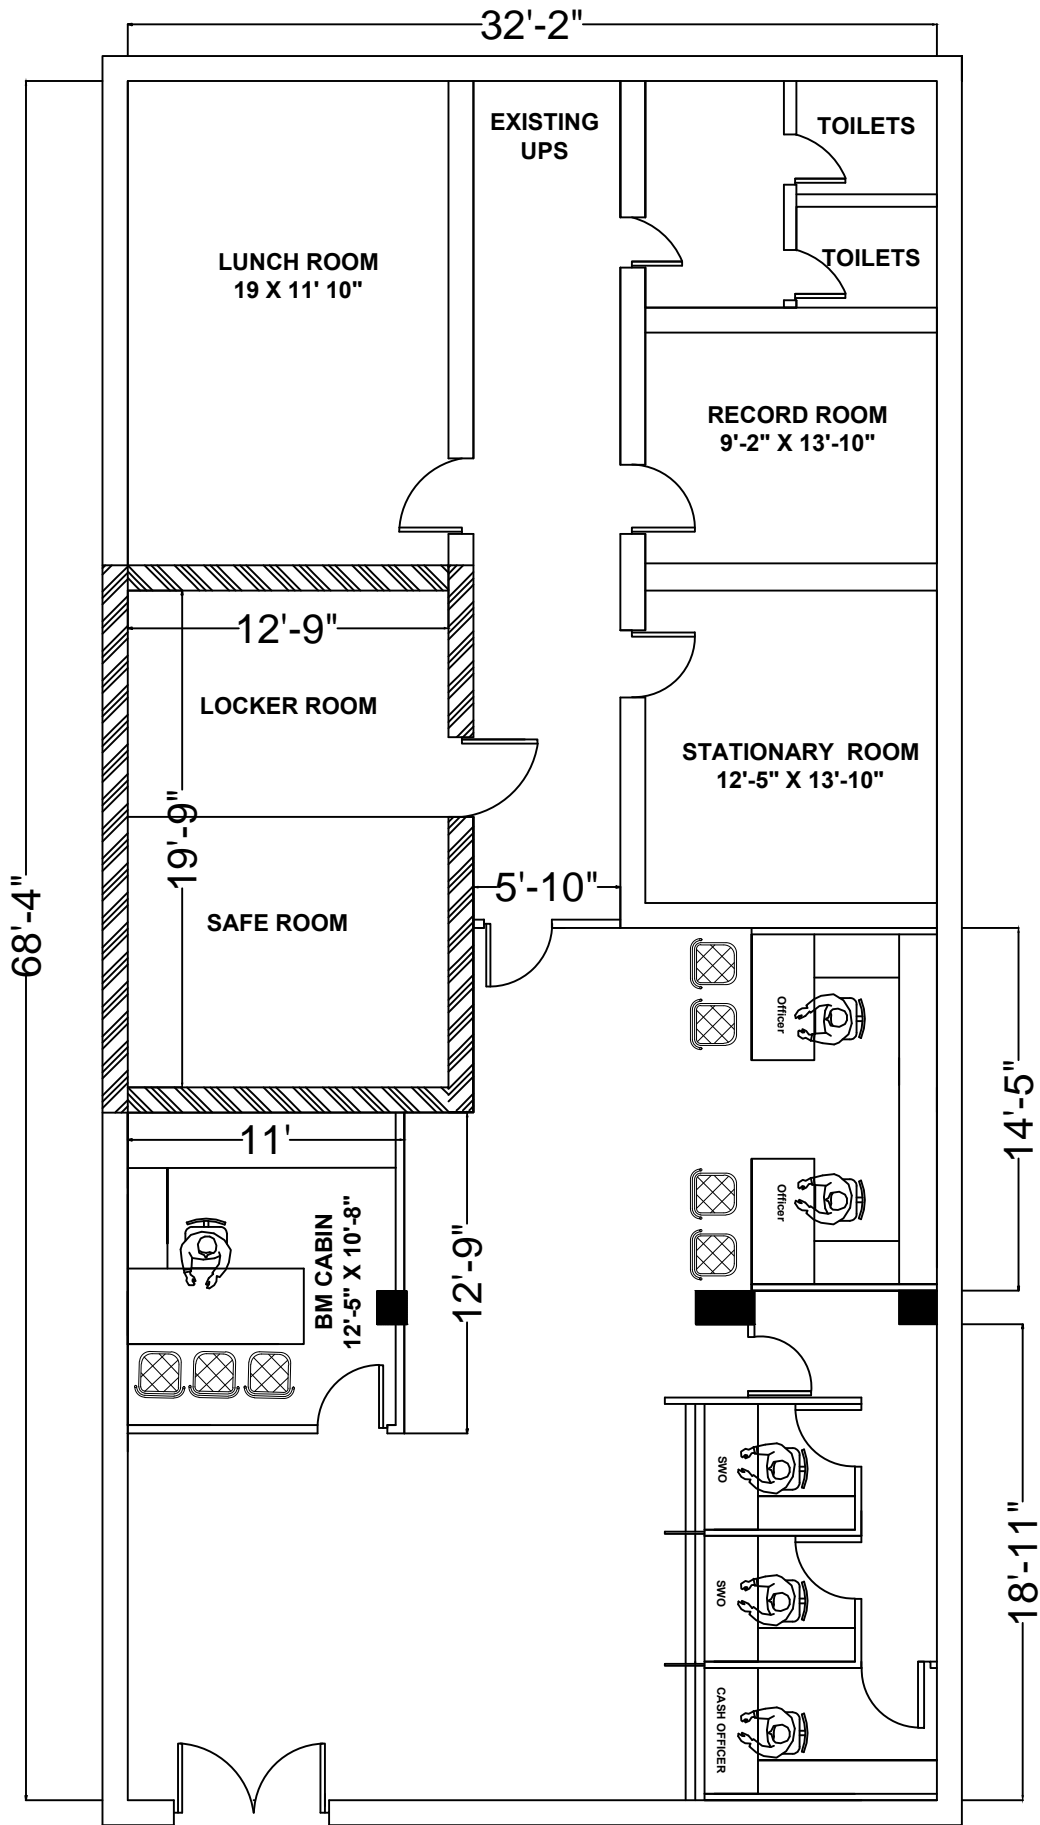 32'-2"
EXISTING
UPS
TOILETS
TOILETS
LUNCH ROOM
19 X 11' 10"
RECORD ROOM
9'-2" X 13'-10"
12'-9"
LOCKER ROOM
STATIONARY ROOM
12'-5" X 13'-10"
19'-9"
5'-10"
SAFE ROOM
68'-4"
Officer
14'-5"
11'
Officer
BM CABIN
12'-5" X 10'-8"
12'-9"
SWO
18'-11"
SWO
CASH OFFICER